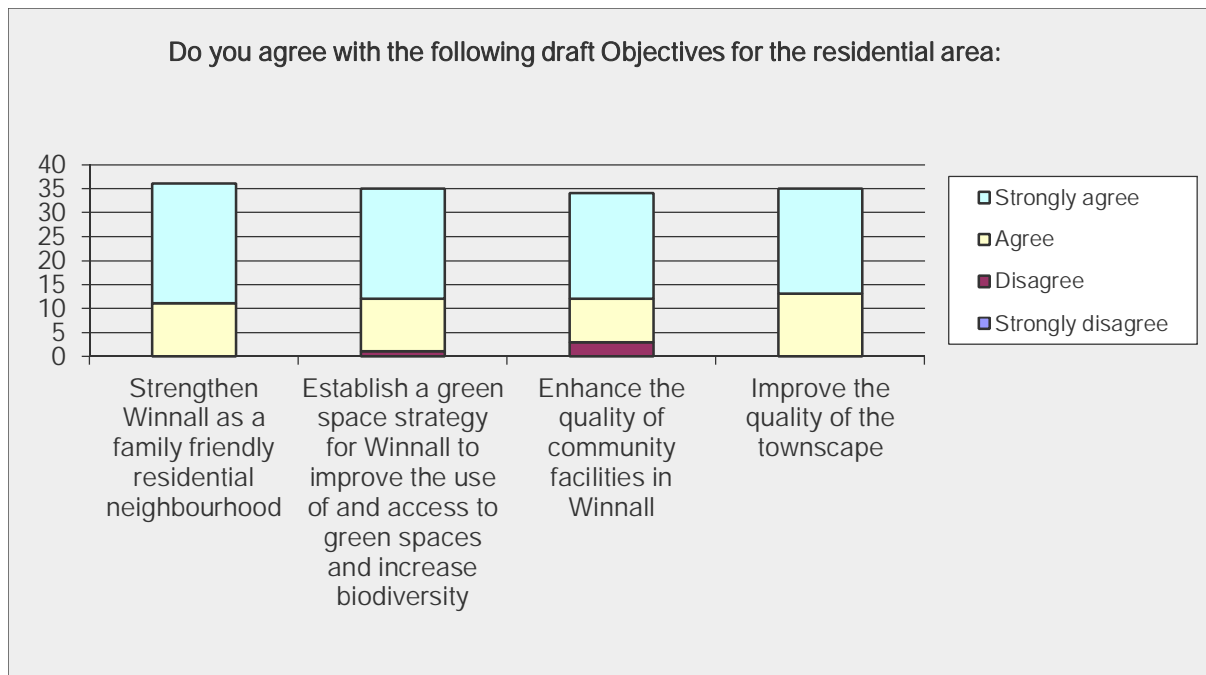 Do you agree with the following draft Objectives for the residential area:
40
35
30
25
20
15
10
5
0
Strongly agree
Agree
Disagree
Strongly disagree
Strengthen
Winnall as a
family friendly
residential
neighbourhood
Establish a green
space strategy
for Winnall to
improve the use
of and access to
green spaces
and increase
biodiversity
Enhance the
quality of
community
facilities in
Winnall
Improve the
quality of the
townscape